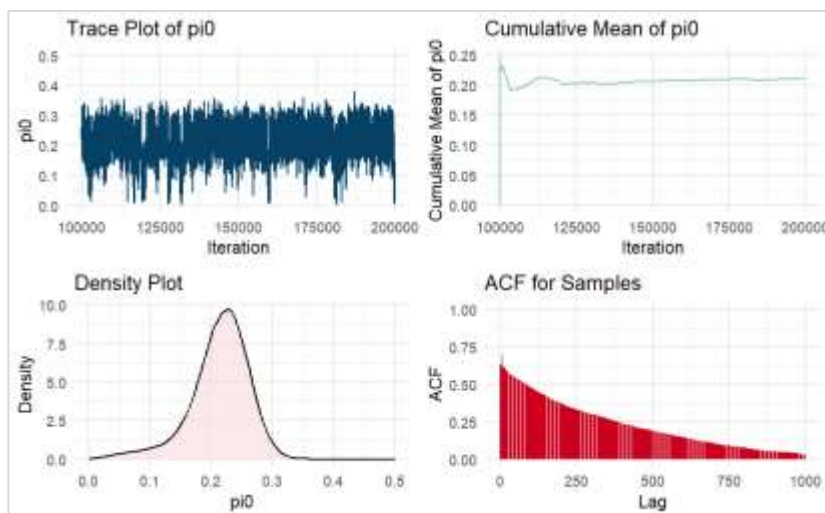 Trace Plot of pi0
pi0
0.5
0.4
0.3
0.2
0.1
0.0
100000 125000 150000 175000 200000
Iteration
Cumulative Mean of pi0
Cumulative Mean of pi0
0.25
0.20
0.15
0.10
0.05
0.00
100000 125000 150000 175000 200000
Iteration
Density Plot
Density
10.0
7.5
5.0
2.5
0.0
0.0 0.1 0.2 0.3 0.4 0.5
pi0
ACF for Samples
ACF
1.00
0.75
0.50
0.25
0.00
0 250 500 750 1000
Lag